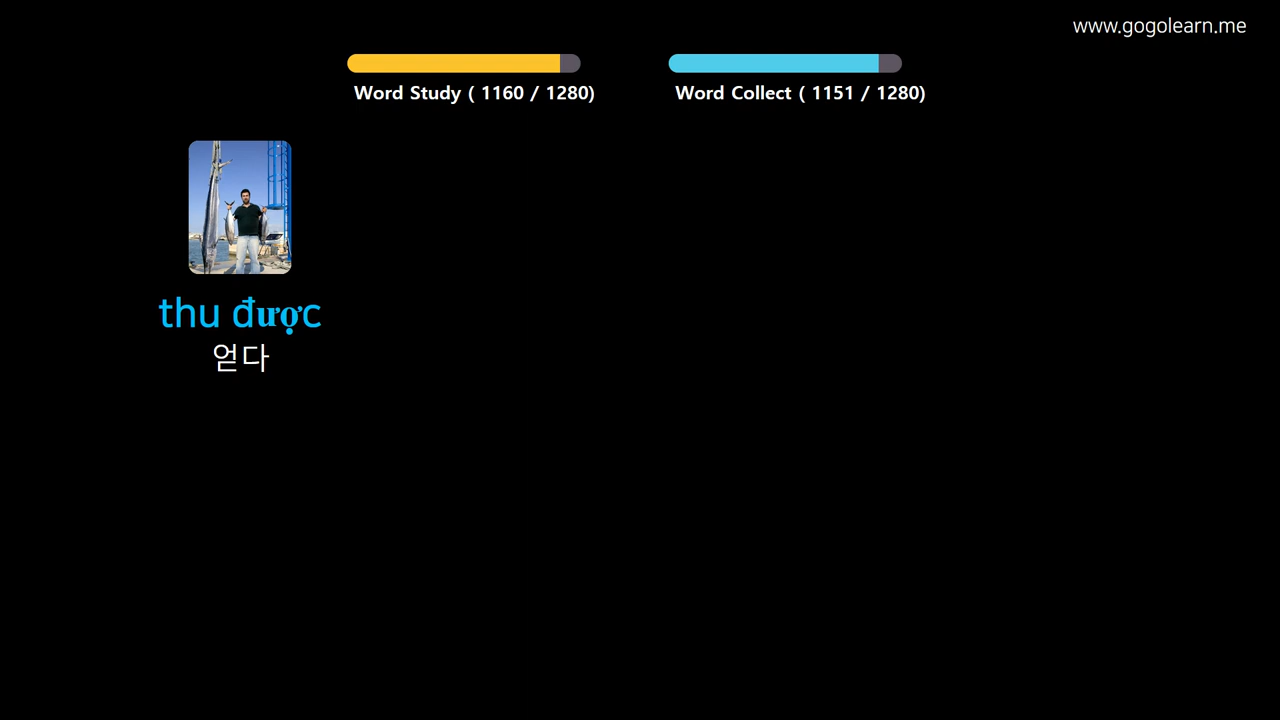 www.gogolearn.me
Word Study ( 1160 / 1280)
Word Collect ( 1151 / 1280)
thu được
얻다